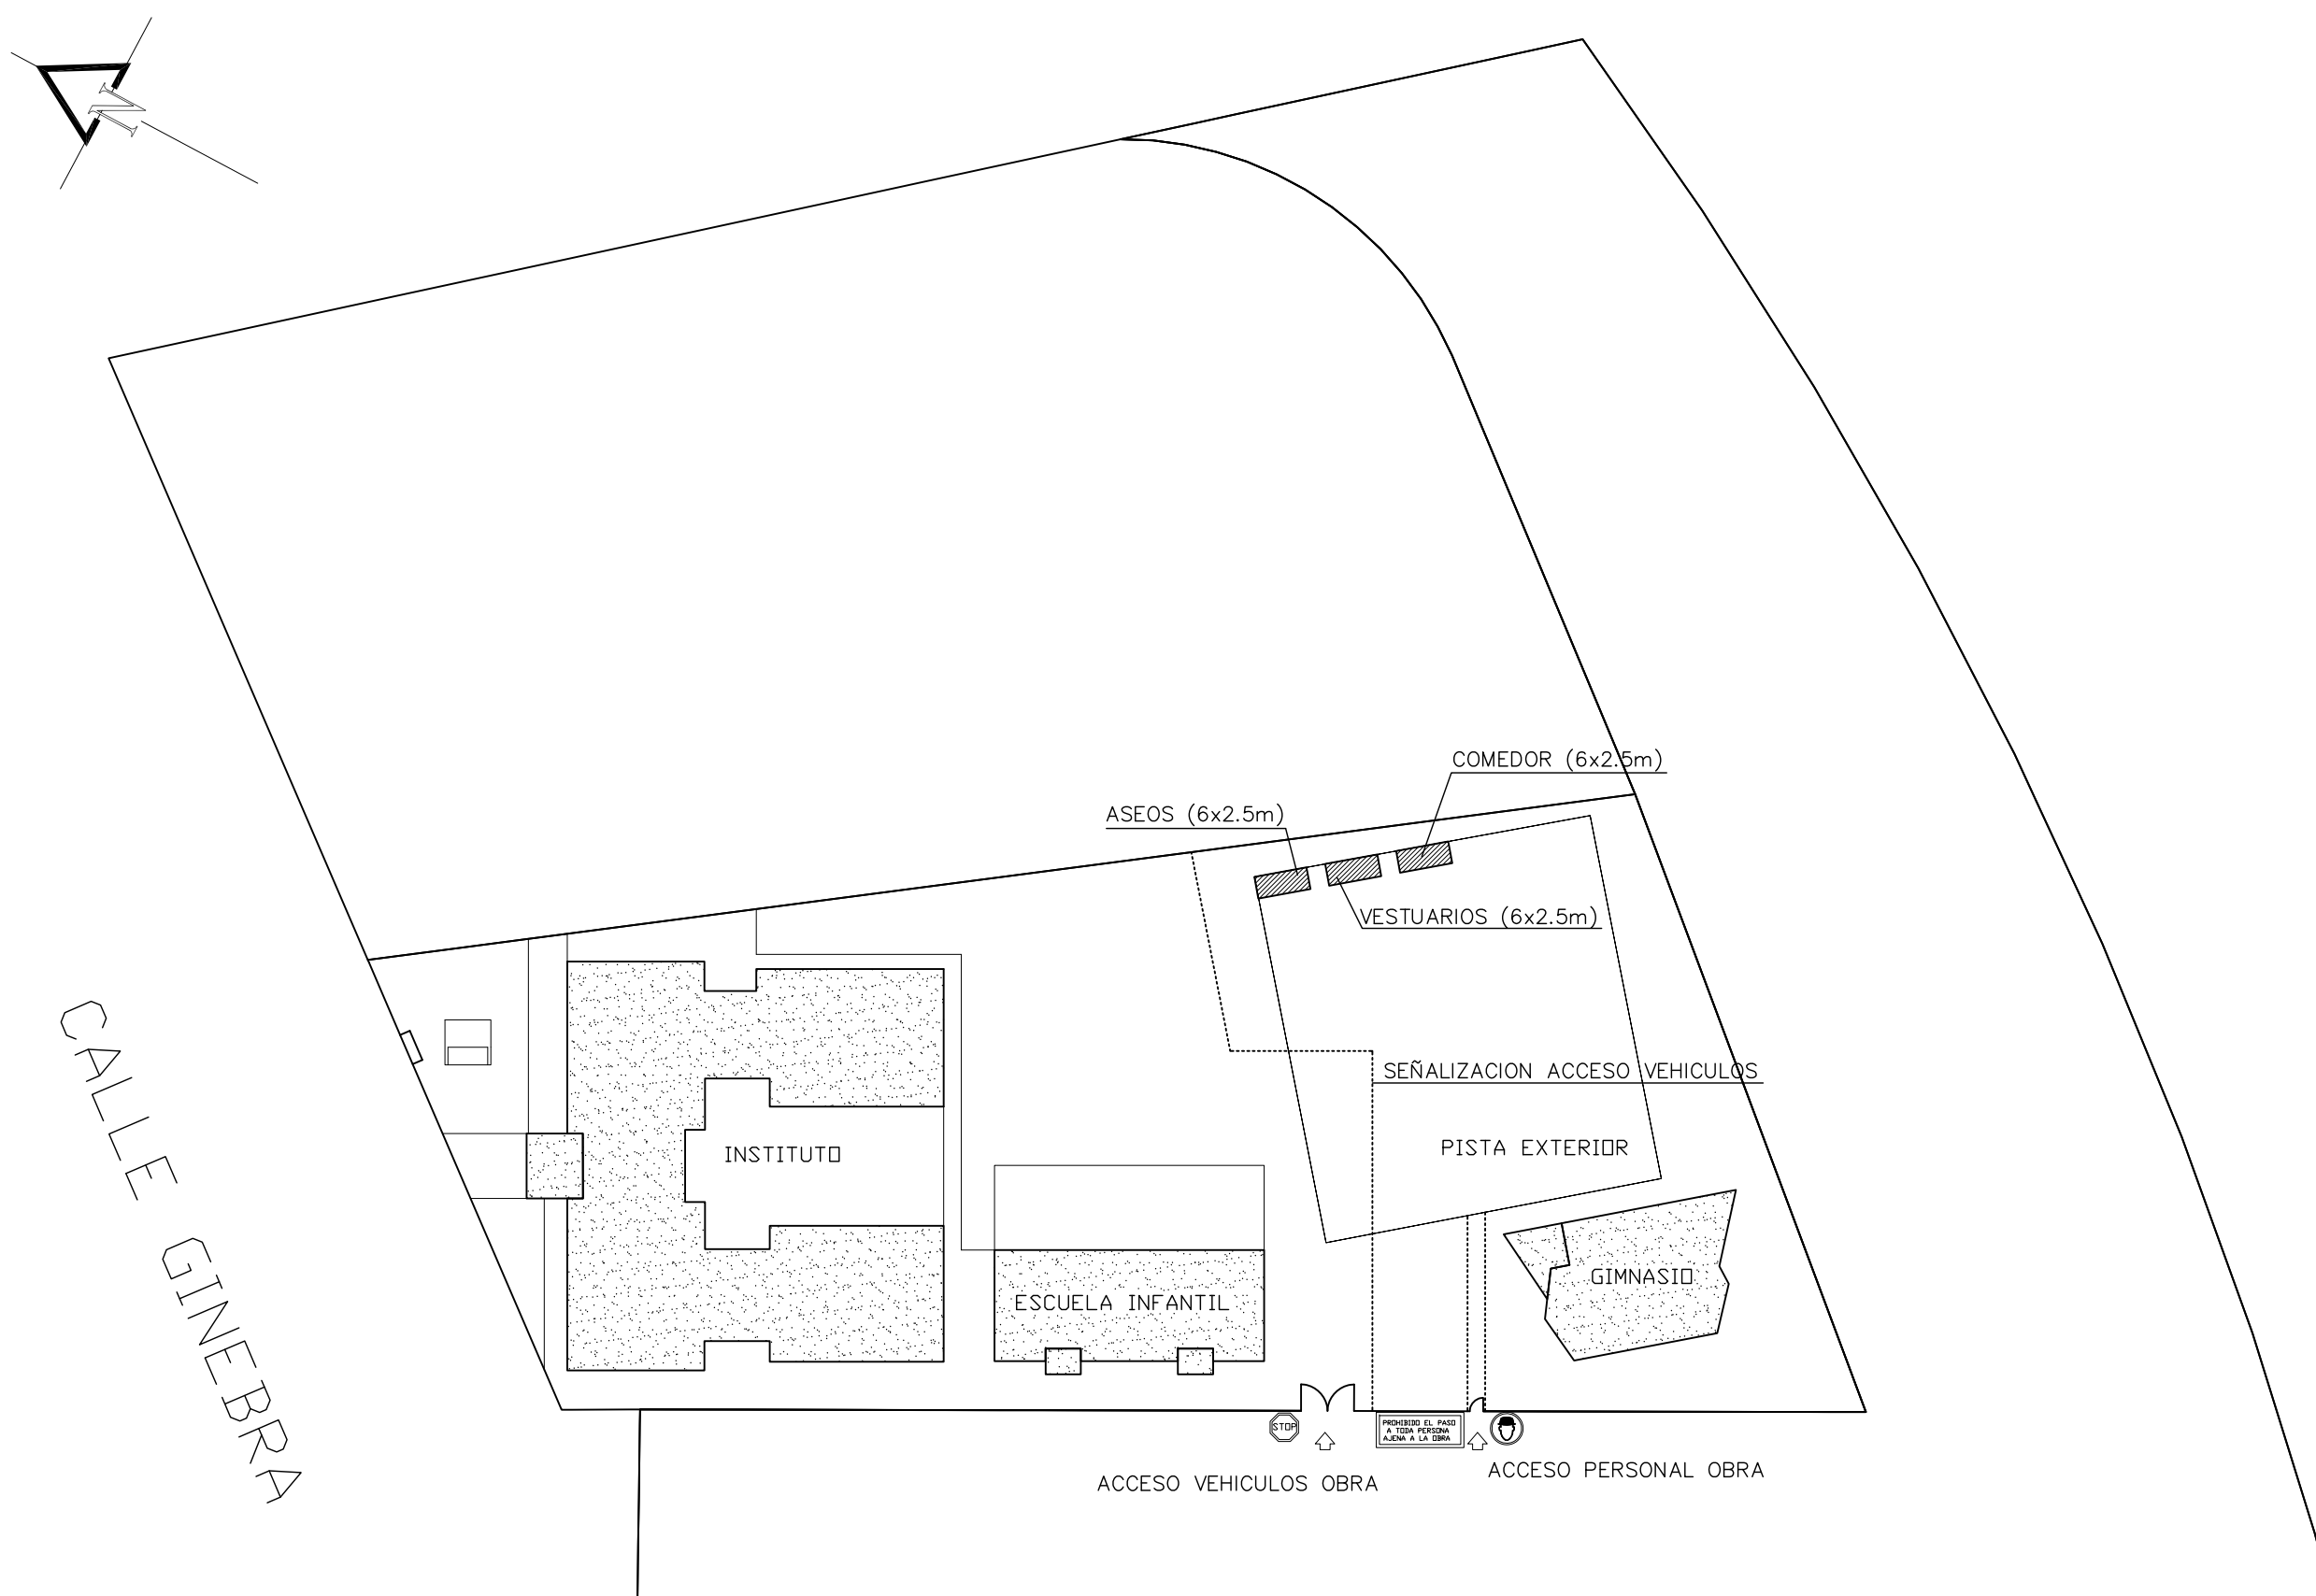 N
COMEDOR (6x2.5m)
ASEOS (6x2.5m)
VESTUARIOS (6x2.5m)
SEÑALIZACION ACCESO VEHICULOS
PISTA EXTERIOR
INSTITUTO
GIMNASIO
ESCUELA INFANTIL
CALLE GINEBRA
STOP
PROHIBIDO EL PASO
A TODA PERSONA
AJENA A LA OBRA
ACCESO PERSONAL OBRA
ACCESO VEHICULOS OBRA